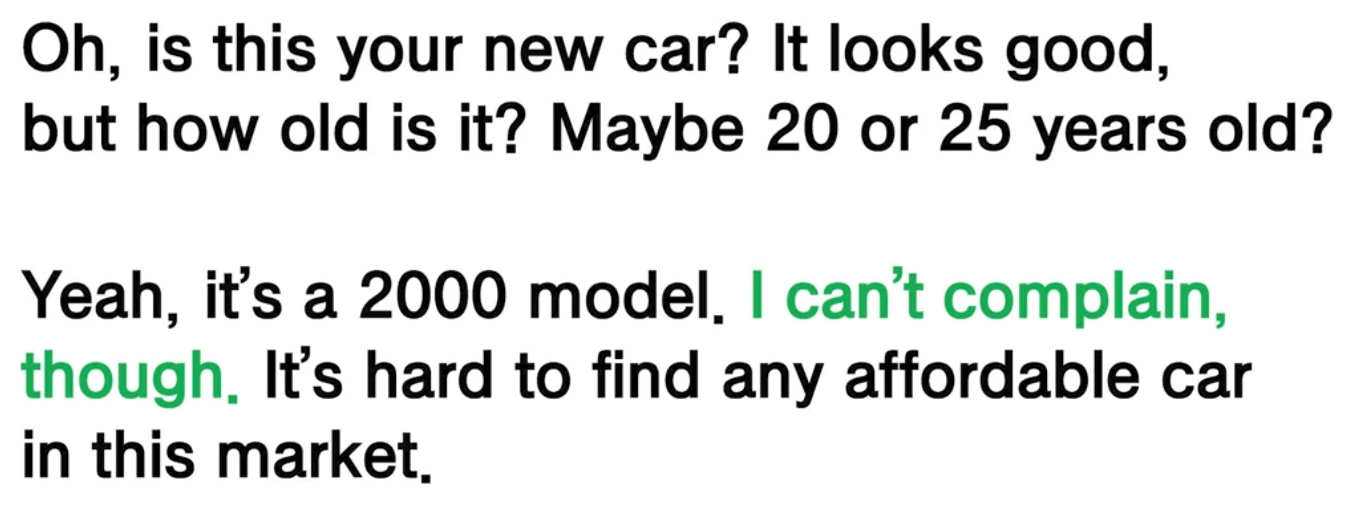 Oh, is this your new car? It looks good,
but how old is it? Maybe 20 or 25 years old?
Yeah, it’s a 2000 model. I can’t complain,
though. It’s hard to find any affordable car
in this market.